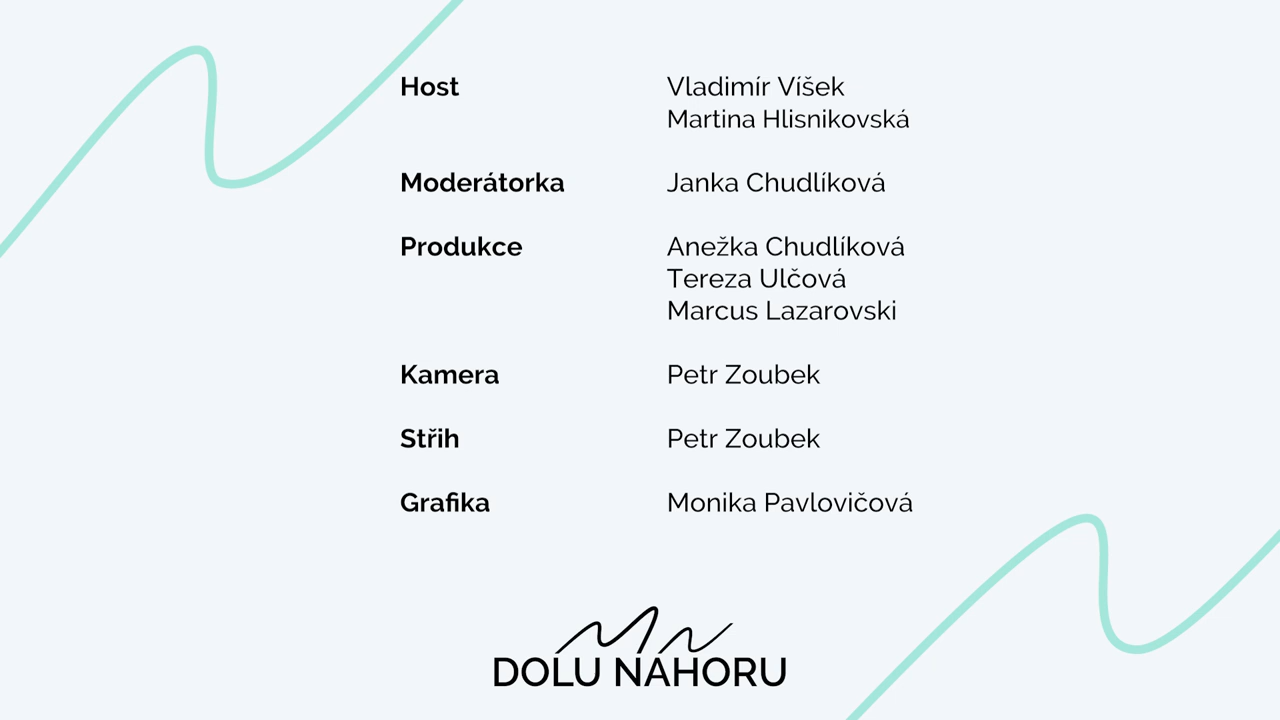 Host Vladimír Víšek
Martina Hlisnikovská
Moderátorka Janka Chudlíková
Produkce Anežka Chudlíková
Tereza Ulčová
Marcus Lazarovski
Kamera Petr Zoubek
Střih Petr Zoubek
Grafika Monika Pavlovičová
DOLU NAHORU